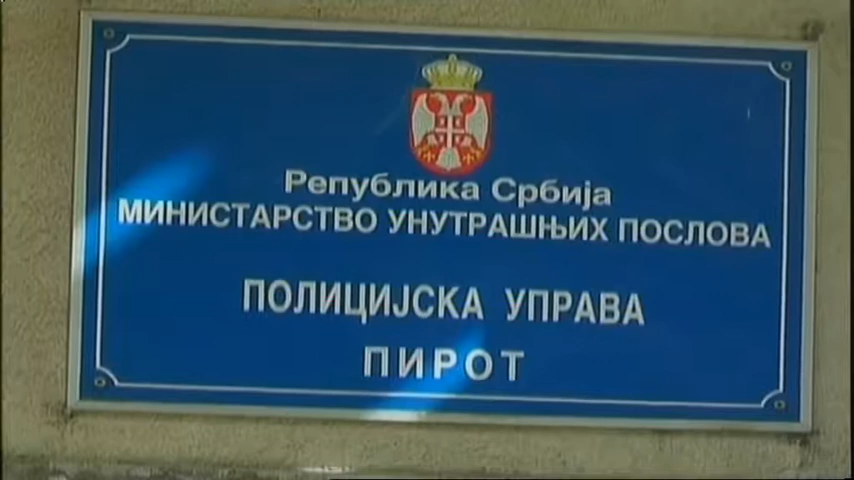 Република Србија
МИНИСТАРСТВО УНУТРАШЊИХ ПОСЛОВА
ПОЛИЦИЈСКА УПРАВА
ПИРОТ